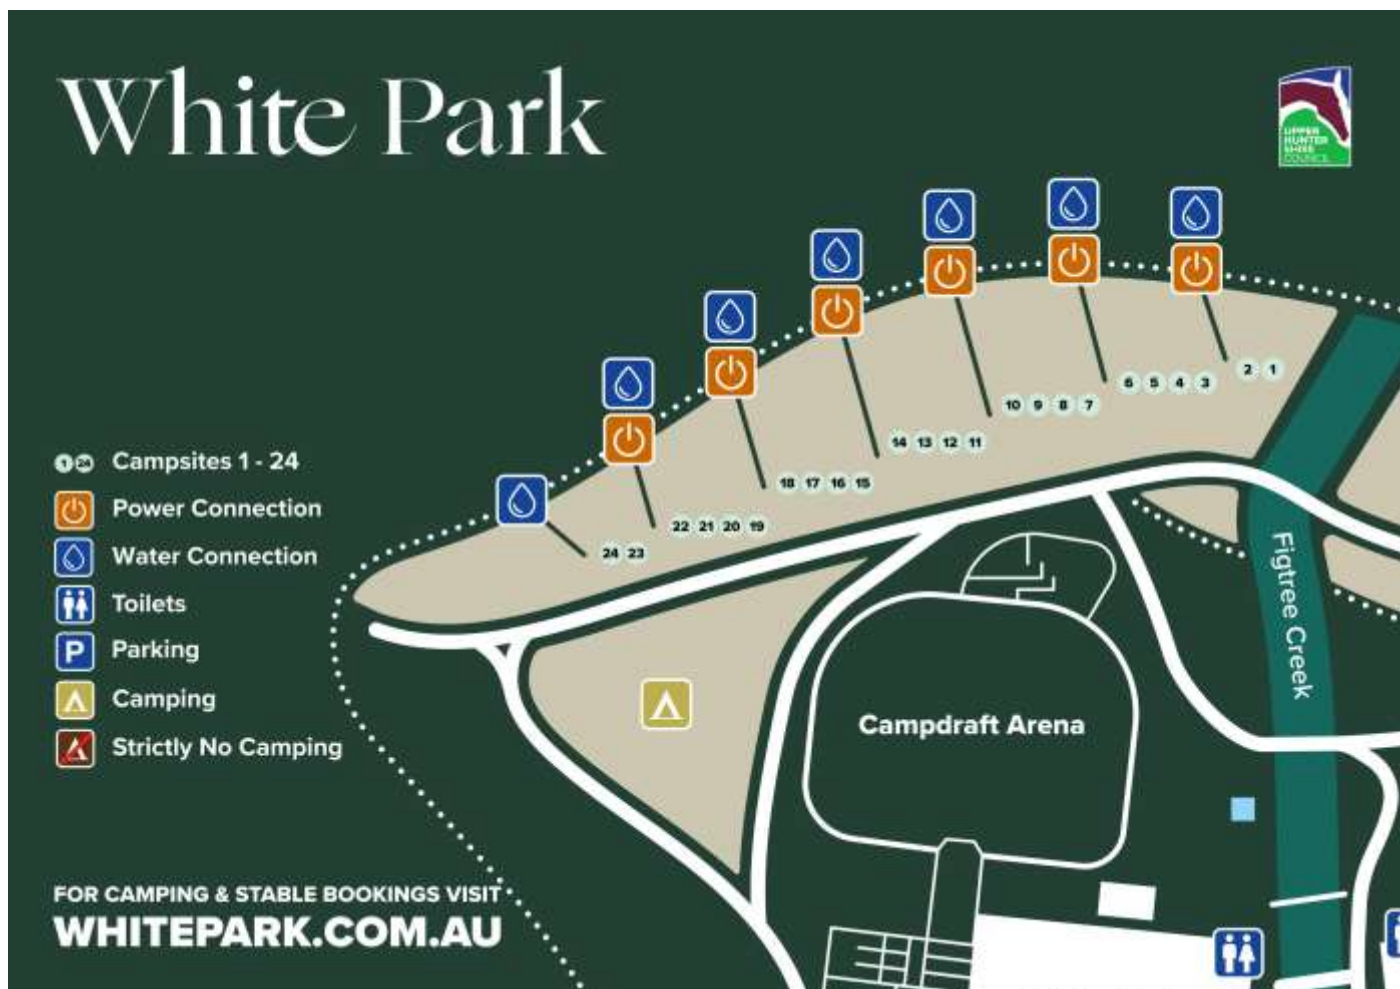 White Park
UPPER
HUNTER
SHIRE
COUNCIL
2 1
6 5 4 3
10 9 8 7
14 13 12 11
18 17 16 15
22 21 20 19
24 23
1 24 Campsites 1 - 24
Power Connection
Water Connection
Toilets
P Parking
Camping
Strictly No Camping
Figtree Creek
Campdraft Arena
FOR CAMPING & STABLE BOOKINGS VISIT
WHITEPARK.COM.AU